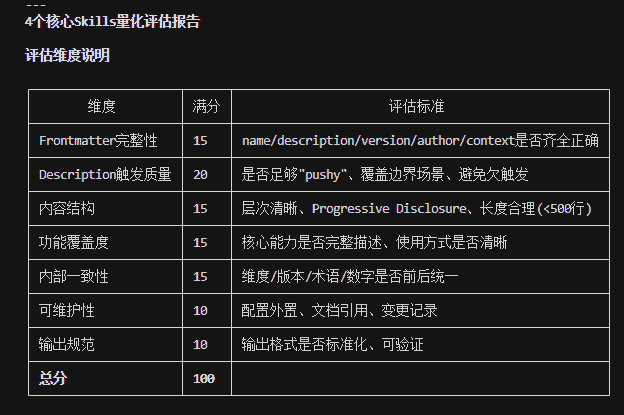 ---
4个核心Skills量化评估报告
评估维度说明
维度 满分 评估标准
Frontmatter完整性 15 name/description/version/author/context是否齐全正确
Description触发质量 20 是否足够"pushy"、覆盖边界场景、避免欠触发
内容结构 15 层次清晰、Progressive Disclosure、长度合理(<500行)
功能覆盖度 15 核心能力是否完整描述、使用方式是否清晰
内部一致性 15 维度/版本/术语/数字是否前后统一
可维护性 10 配置外置、文档引用、变更记录
输出规范 10 输出格式是否标准化、可验证
总分 100